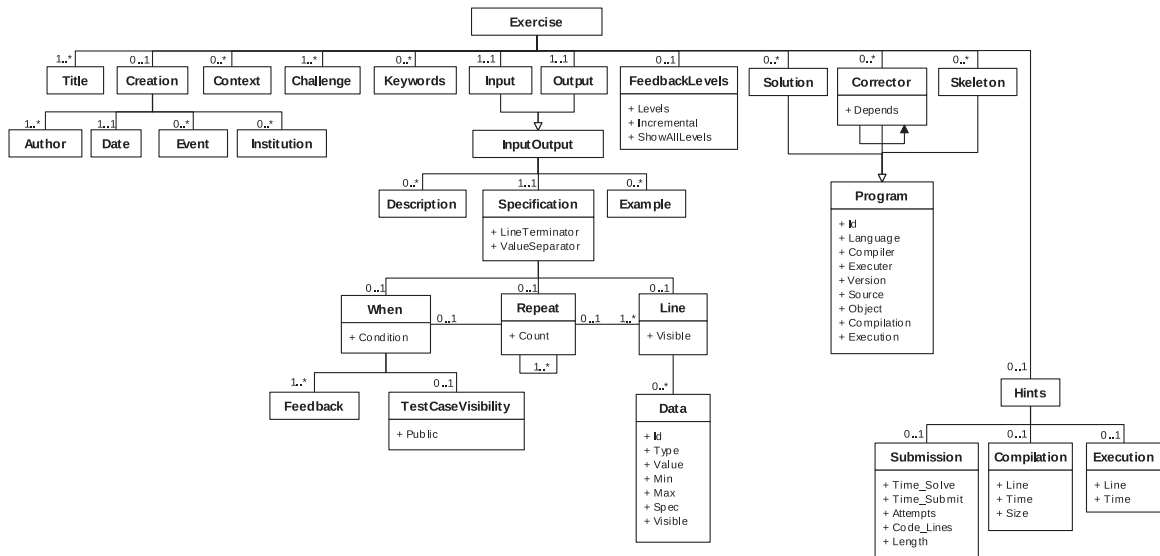 Exercise
1..* 0..1 0..* 1..* 0..* 1..1 1..1 0..1 0..* 0..* 0..*
Title Creation Context Challenge Keywords Input Output FeedbackLevels Solution Corrector Skeleton
+ Levels
+ Incremental
+ ShowAllLevels
+ Depends
1..* 1..1 0..* 0..*
Author Date Event Institution
InputOutput
0..* 1..1 0..*
Description Specification Example
+ LineTerminator
+ ValueSeparator
Program
+ Id
+ Language
+ Compiler
+ Executer
+ Version
+ Source
+ Object
+ Compilation
+ Execution
0..1 0..1 0..1
When Repeat Line
0..1 0..1 1..*
+ Condition + Count + Visible
1..*
1..* 0..1
Feedback TestCaseVisibility
+ Public
0..*
Data
+ Id
+ Type
+ Value
+ Min
+ Max
+ Spec
+ Visible
0..1
Hints
0..1 0..1 0..1
Submission Compilation Execution
+ Time_Solve
+ Time_Submit
+ Attempts
+ Code_Lines
+ Length
+ Line
+ Time
+ Size
+ Line
+ Time